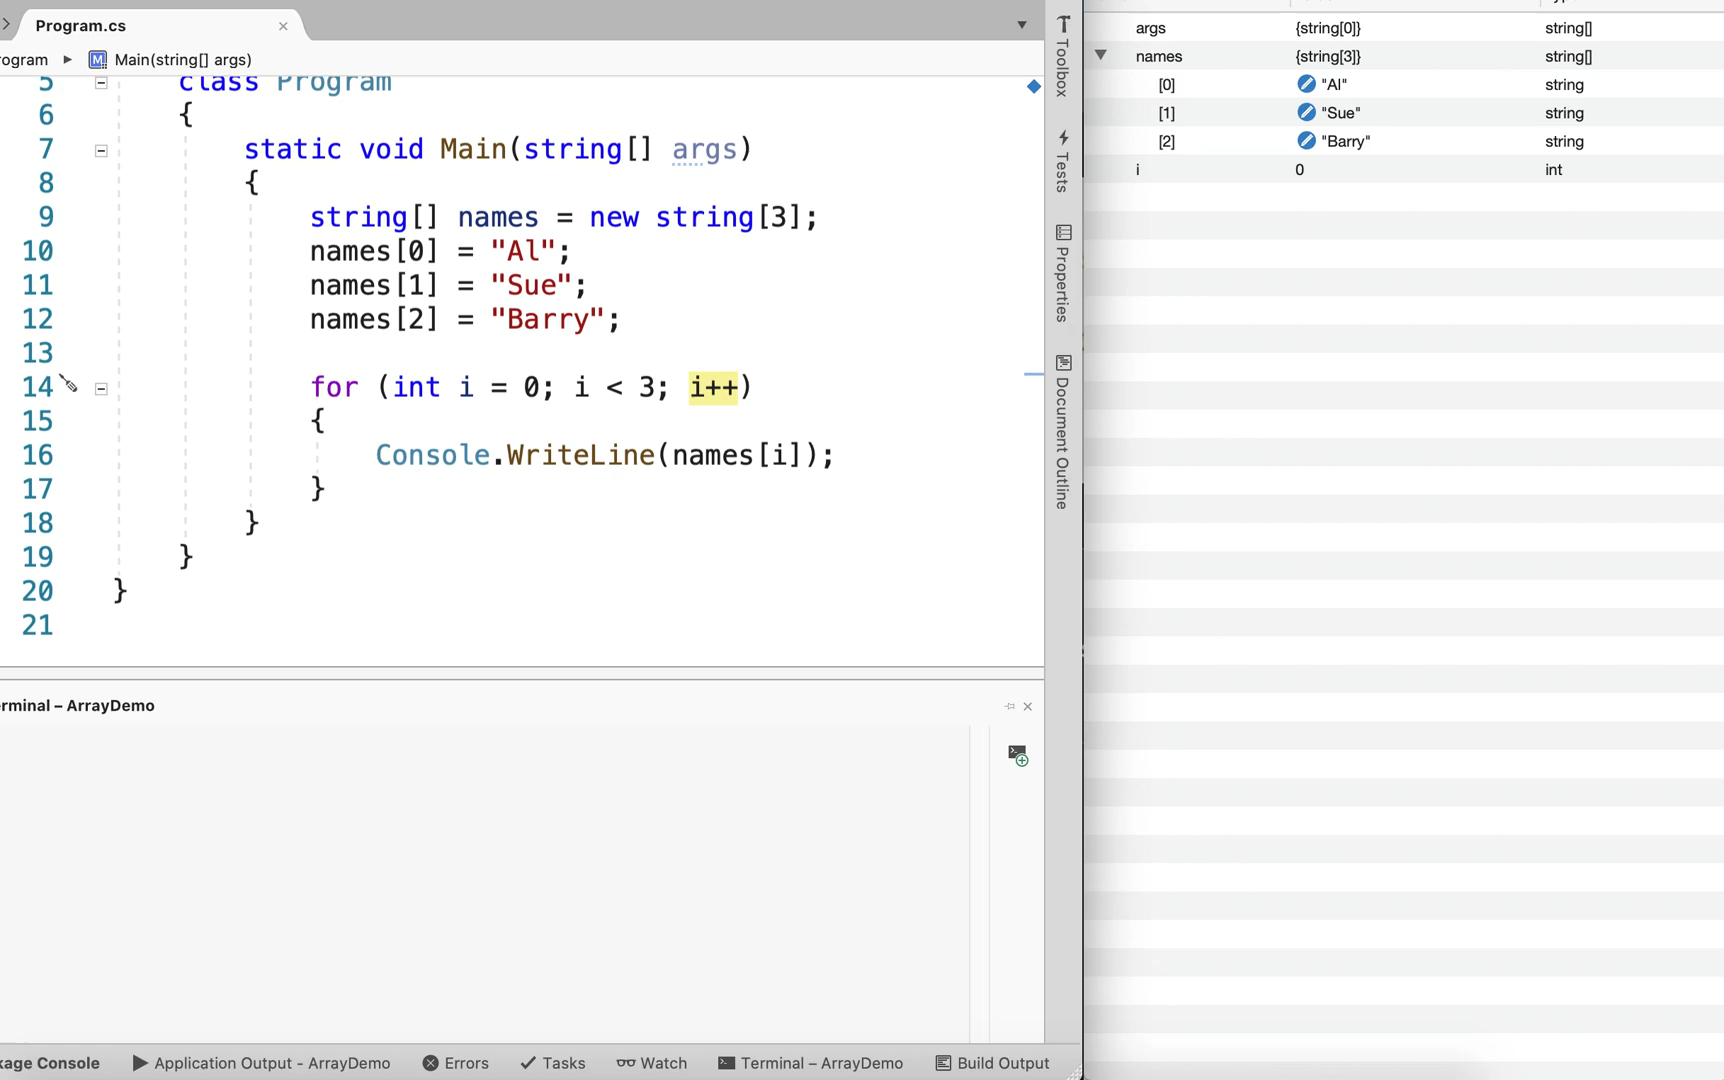 Program.cs
rogram ▶ M Main(string[] args)
5 class Program
6 {
7 static void Main(string[] args)
8 {
9 string[] names = new string[3];
10 names[0] = "Al";
11 names[1] = "Sue";
12 names[2] = "Barry";
13
14 for (int i = 0; i < 3; i++)
15 {
16 Console.WriteLine(names[i]);
17 }
18 }
19 }
20 }
21
Toolbox
Tests
Properties
Document Outline
args {string[0]} string[]
names {string[3]} string[]
[0] "Al" string
[1] "Sue" string
[2] "Barry" string
i 0 int
erminal – ArrayDemo
kage Console Application Output - ArrayDemo Errors Tasks Watch Terminal – ArrayDemo Build Output